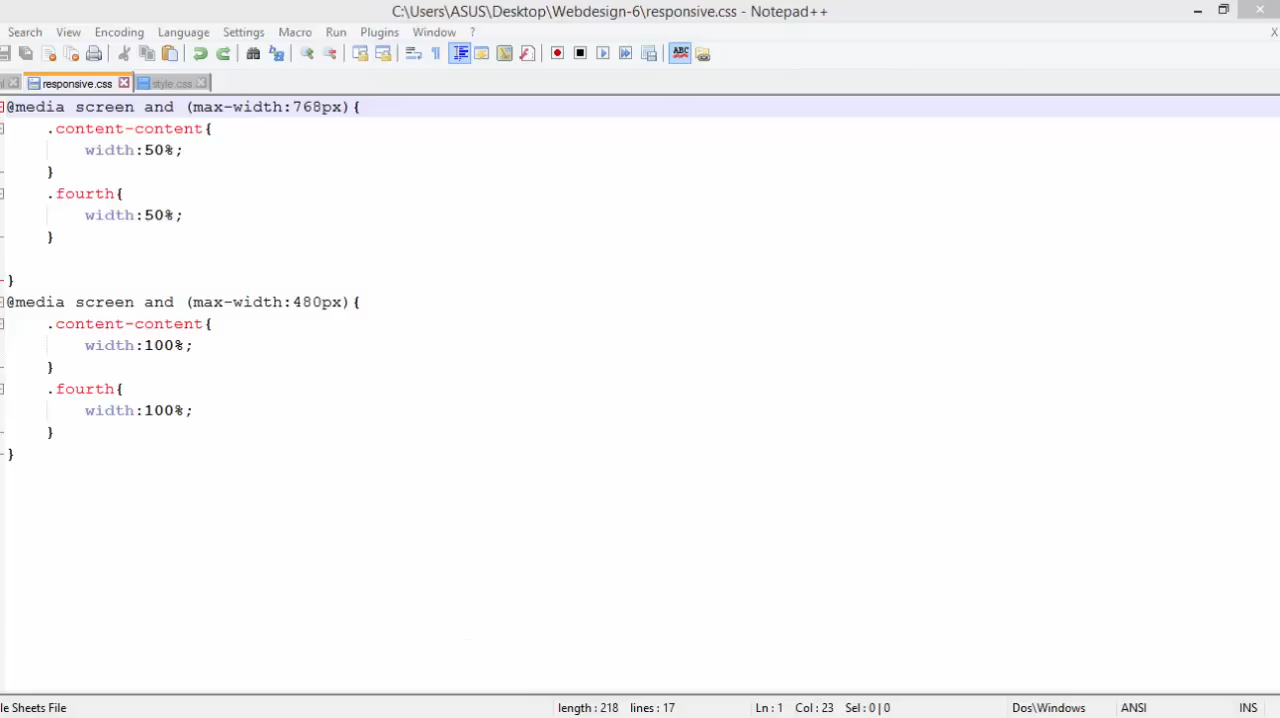 C:\Users\ASUS\Desktop\Webdesign-6\responsive.css - Notepad++
Search View Encoding Language Settings Macro Run Plugins Window ? X
ABC
responsive.css style.css
@media screen and (max-width:768px){
.content-content{
width:50%;
}
.fourth{
width:50%;
}
}
@media screen and (max-width:480px){
.content-content{
width:100%;
}
.fourth{
width:100%;
}
}
le Sheets File length : 218 lines : 17 Ln : 1 Col : 23 Sel : 0 | 0 Dos\Windows ANSI INS